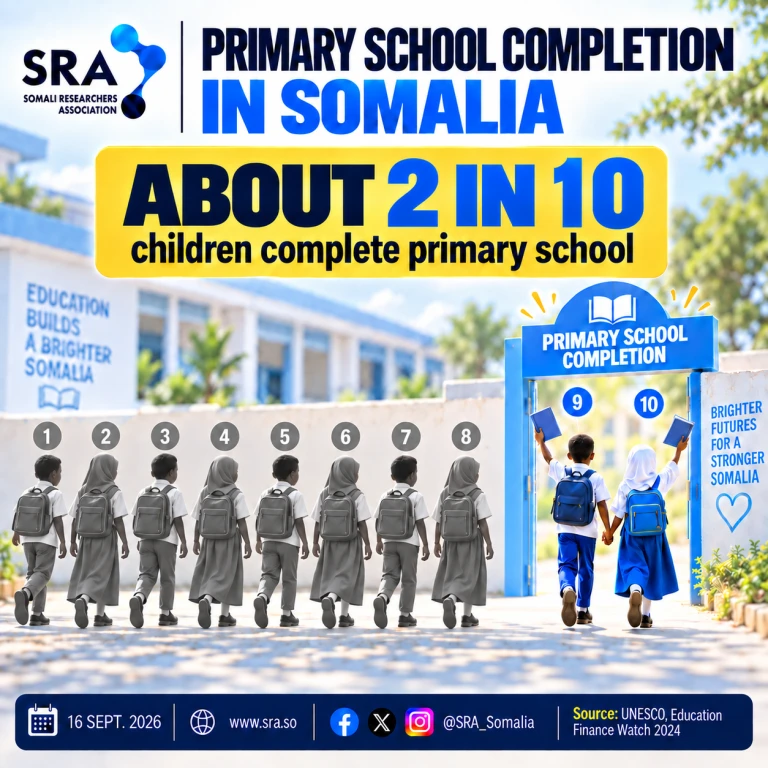 SRA
SOMALI RESEARCHERS
ASSOCIATION
PRIMARY SCHOOL COMPLETION
IN SOMALIA
ABOUT 2 IN 10
children complete primary school
EDUCATION
BUILDS
A BRIGHTER
SOMALIA
PRIMARY SCHOOL
COMPLETION
1 2 3 4 5 6 7 8 9 10
BRIGHTER
FUTURES
FOR A
STRONGER
SOMALIA
16 SEPT. 2026
www.sra.so
@SRA_Somalia
Source: UNESCO, Education
Finance Watch 2024